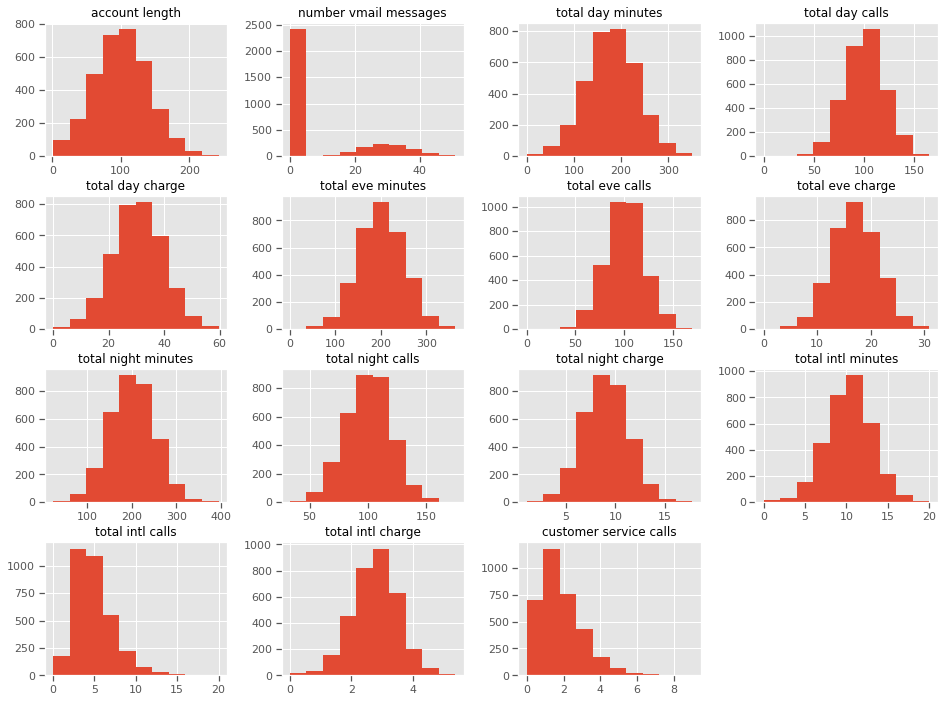 account length
number vmail messages
total day minutes
total day calls
800
600
400
200
0
0 100 200
2500
2000
1500
1000
500
0
0 20 40
800
600
400
200
0
0 100 200 300
1000
800
600
400
200
0
0 50 100 150
total day charge
total eve minutes
total eve calls
total eve charge
800
600
400
200
0
0 20 40 60
800
600
400
200
0
0 100 200 300
1000
800
600
400
200
0
0 50 100 150
800
600
400
200
0
0 10 20 30
total night minutes
total night calls
total night charge
total intl minutes
800
600
400
200
0
100 200 300 400
800
600
400
200
0
50 100 150
800
600
400
200
0
5 10 15
1000
800
600
400
200
0
0 5 10 15 20
total intl calls
total intl charge
customer service calls
1000
750
500
250
0
0 5 10 15 20
1000
800
600
400
200
0
0 2 4
1000
750
500
250
0
0 2 4 6 8